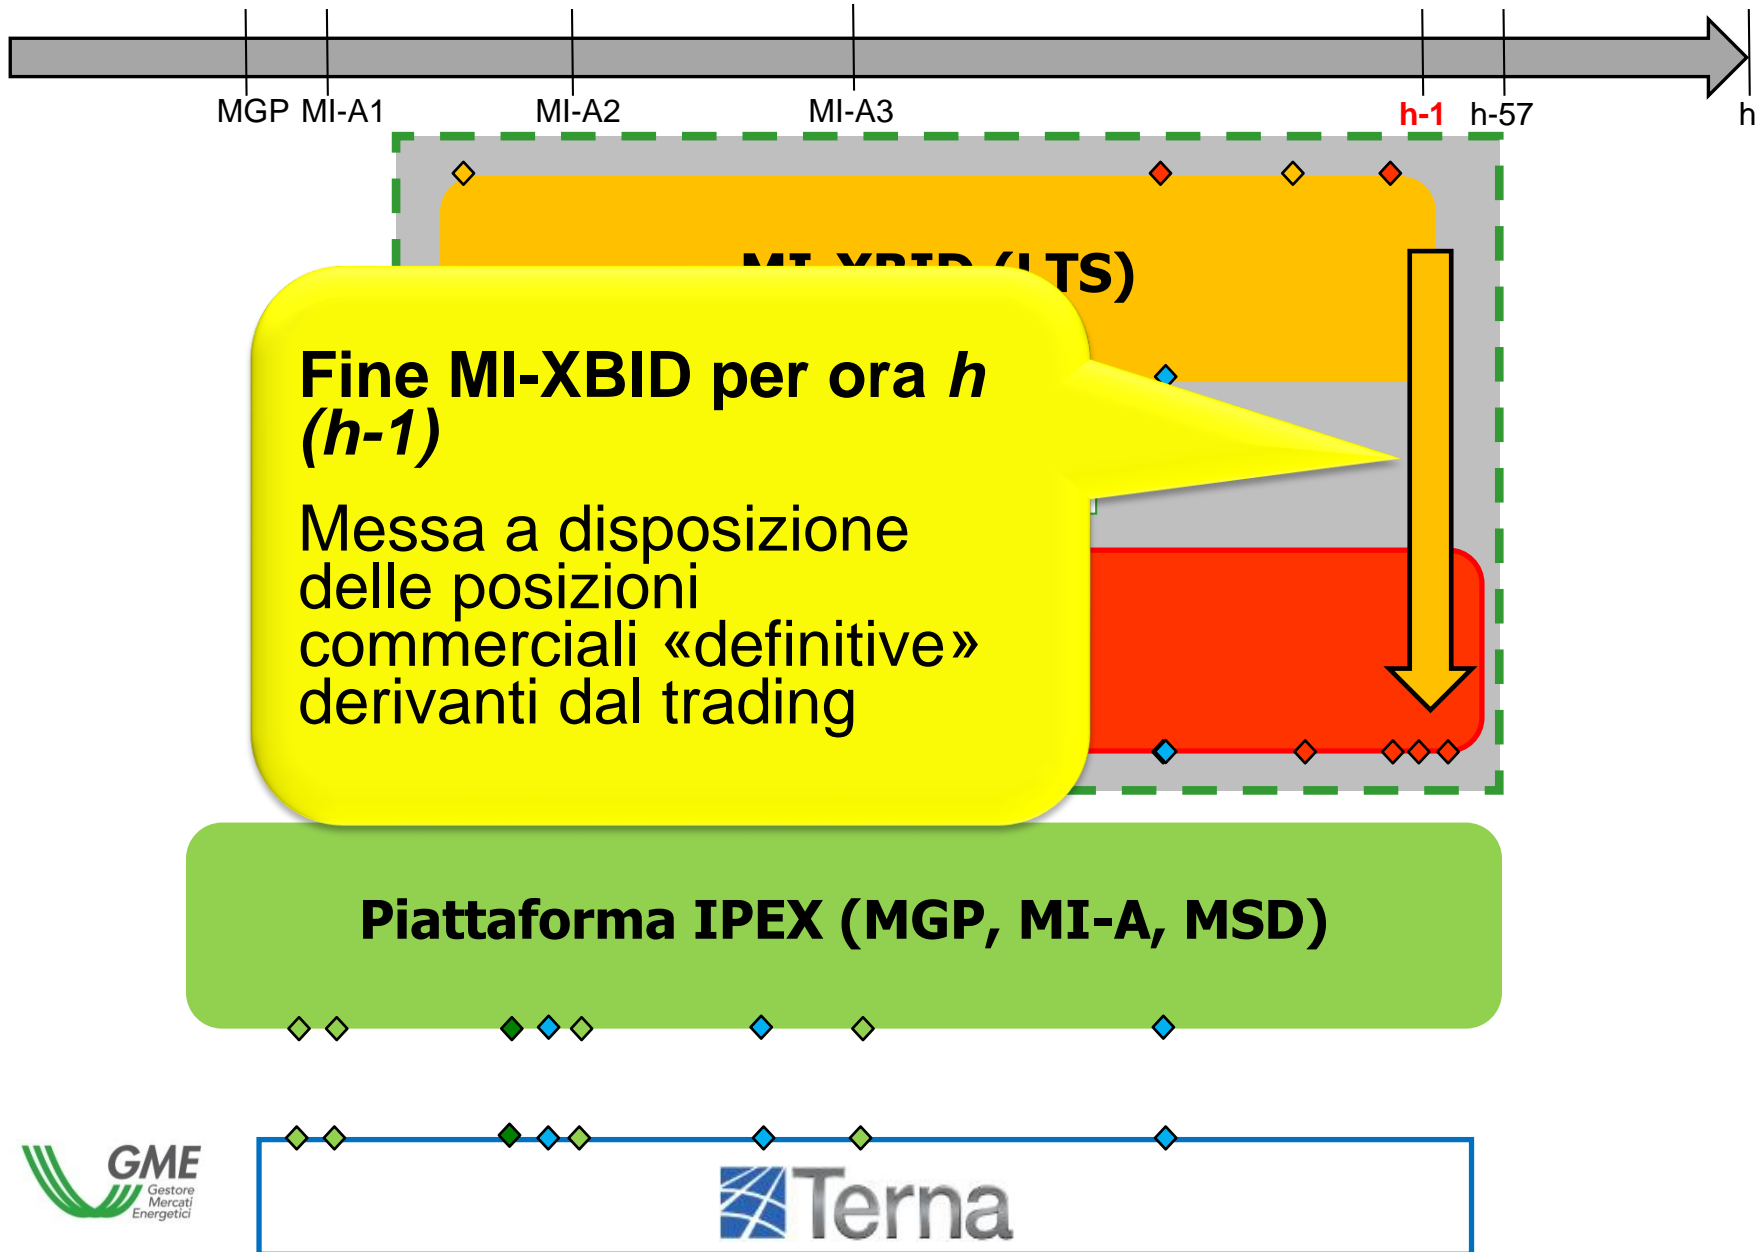 MGP MI-A1 MI-A2 MI-A3 h-1 h-57 h
MI-XBID (LTS)
Fine MI-XBID per ora h
(h-1)
Messa a disposizione
delle posizioni
commerciali «definitive»
derivanti dal trading
Piattaforma IPEX (MGP, MI-A, MSD)
GME
Gestore
Mercati
Energetici
Terna